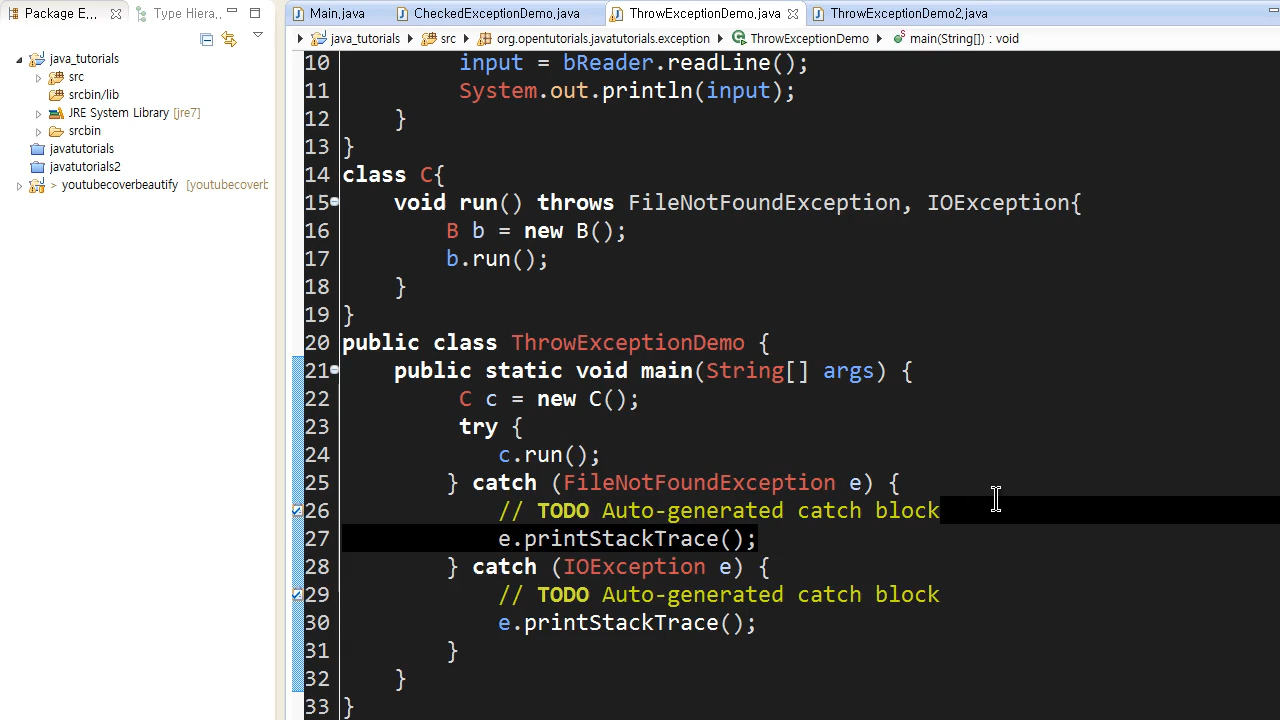 Package E...
Type Hiera...
java_tutorials
src
srcbin/lib
JRE System Library [jre7]
srcbin
javatutorials
javatutorials2
> youtubecoverbeautify [youtubecoverb
Main.java
CheckedExceptionDemo.java
ThrowExceptionDemo.java
ThrowExceptionDemo2.java
java_tutorials src org.opentutorials.javatutorials.exception ThrowExceptionDemo main(String[]) : void
10 input = bReader.readLine();
11 System.out.println(input);
12 }
13 }
14 class C{
15 void run() throws FileNotFoundException, IOException{
16 B b = new B();
17 b.run();
18 }
19 }
20 public class ThrowExceptionDemo {
21 public static void main(String[] args) {
22 C c = new C();
23 try {
24 c.run();
25 } catch (FileNotFoundException e) {
26 // TODO Auto-generated catch block
27 e.printStackTrace();
28 } catch (IOException e) {
29 // TODO Auto-generated catch block
30 e.printStackTrace();
31 }
32 }
33 }